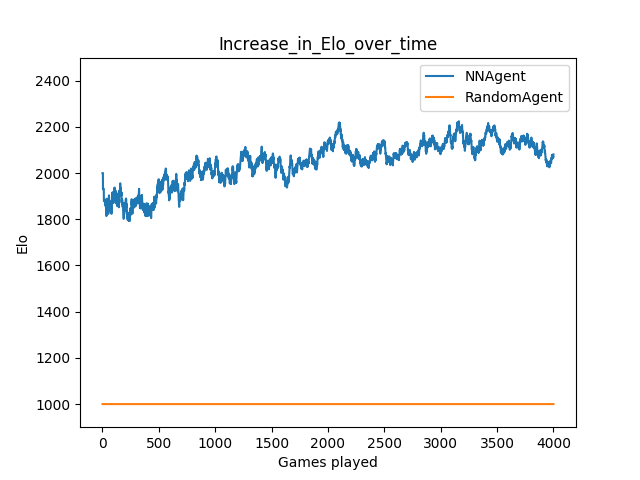 Increase_in_Elo_over_time
NNAgent
RandomAgent
2400
2200
2000
1800
1600
1400
1200
1000
Elo
0 500 1000 1500 2000 2500 3000 3500 4000
Games played